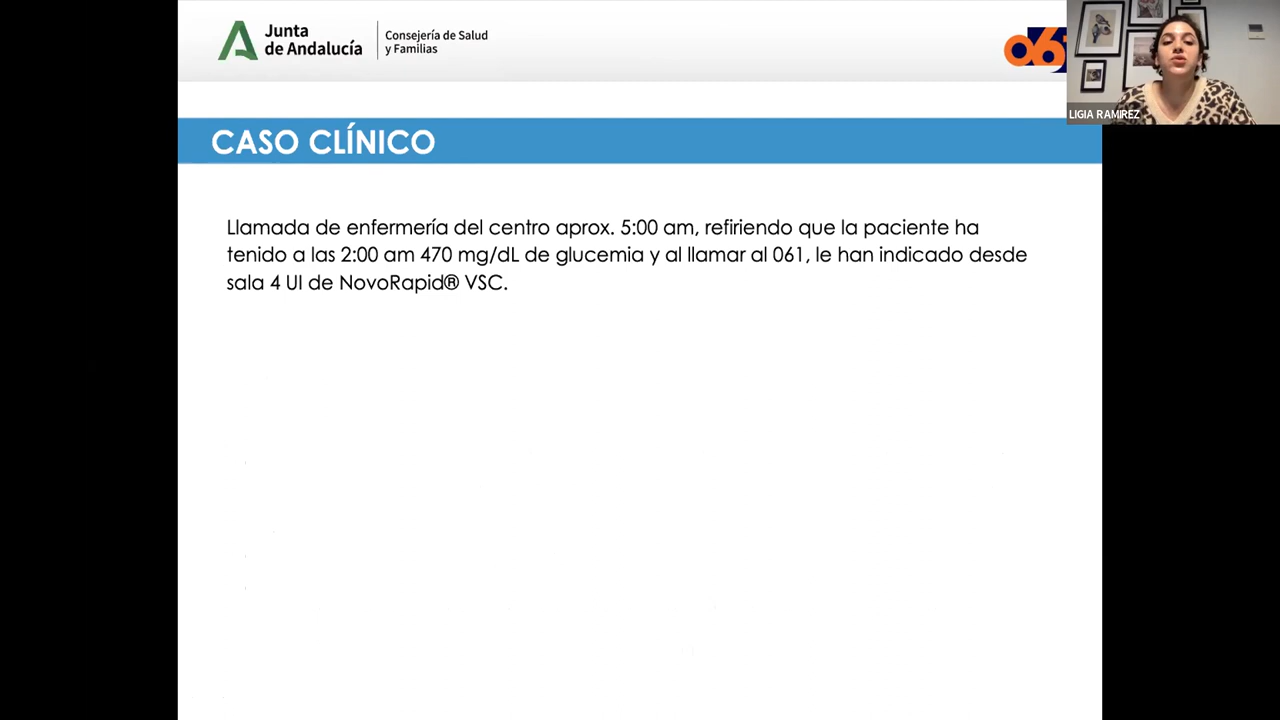 Junta
de Andalucía
Consejería de Salud
y Familias
061
LIGIA RAMIREZ
CASO CLÍNICO
Llamada de enfermería del centro aprox. 5:00 am, refiriendo que la paciente ha
tenido a las 2:00 am 470 mg/dL de glucemia y al llamar al 061, le han indicado desde
sala 4 UI de NovoRapid® VSC.